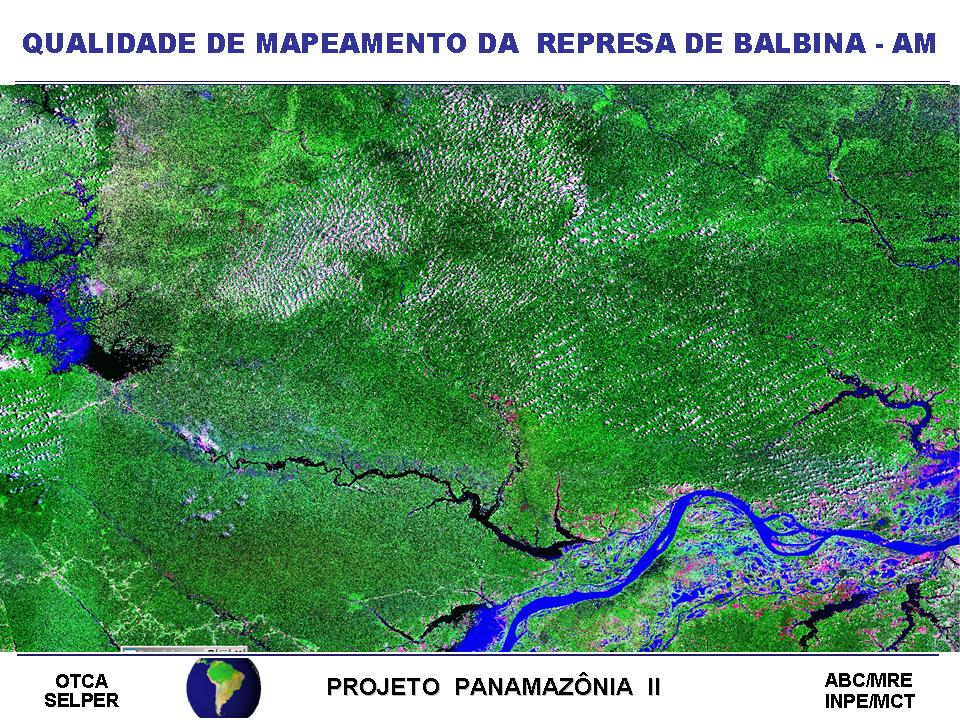 QUALIDADE DE MAPEAMENTO DA REPRESA DE BALBINA - AM
OTCA
SELPER
PROJETO PANAMAZÔNIA II
ABC/MRE
INPE/MCT